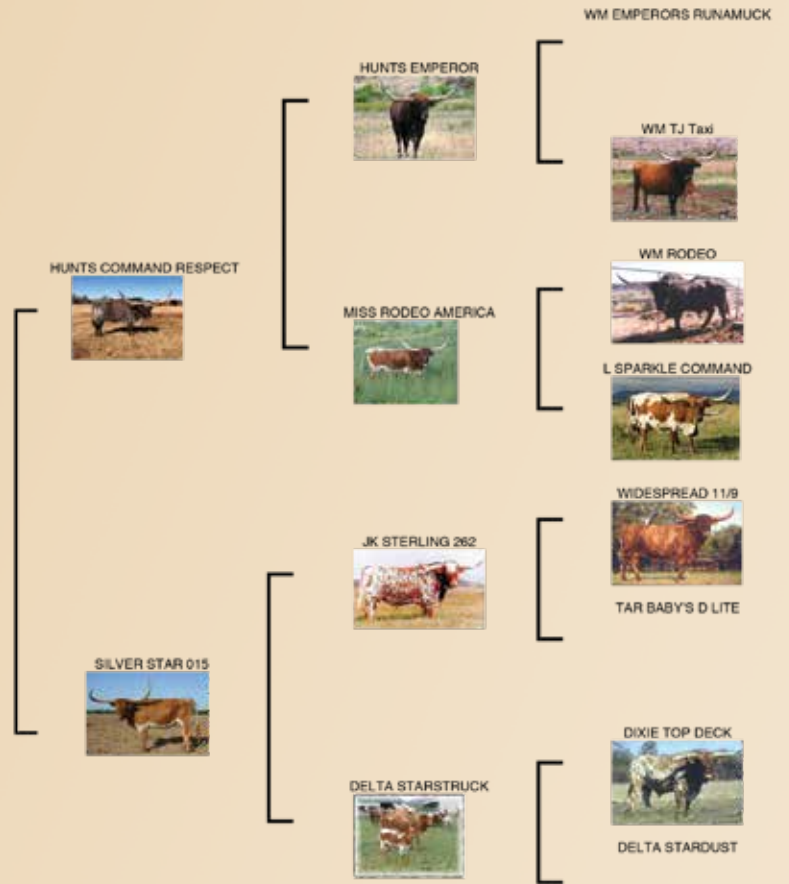 WM EMPERORS RUNAMUCK
HUNTS EMPEROR
WM TJ Taxi
HUNTS COMMAND RESPECT
WM RODEO
MISS RODEO AMERICA
L SPARKLE COMMAND
WIDESPREAD 11/9
JK STERLING 262
TAR BABY'S D LITE
SILVER STAR 015
DIXIE TOP DECK
DELTA STARSTRUCK
DELTA STARDUST